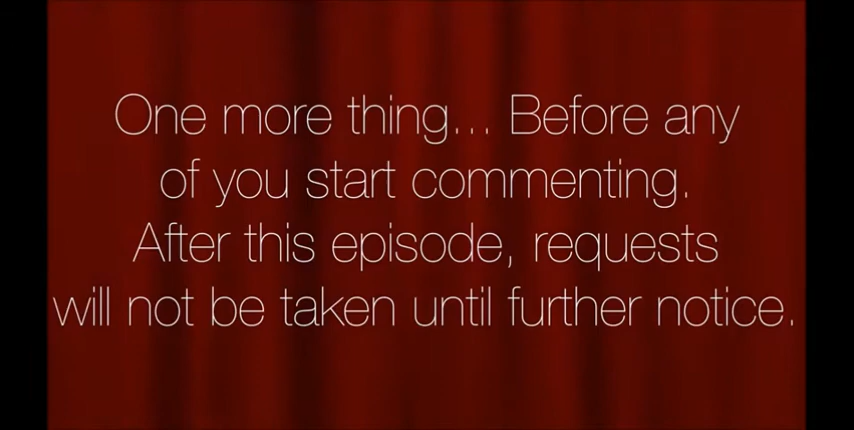 One more thing... Before any
of you start commenting.
After this episode, requests
will not be taken until further notice.